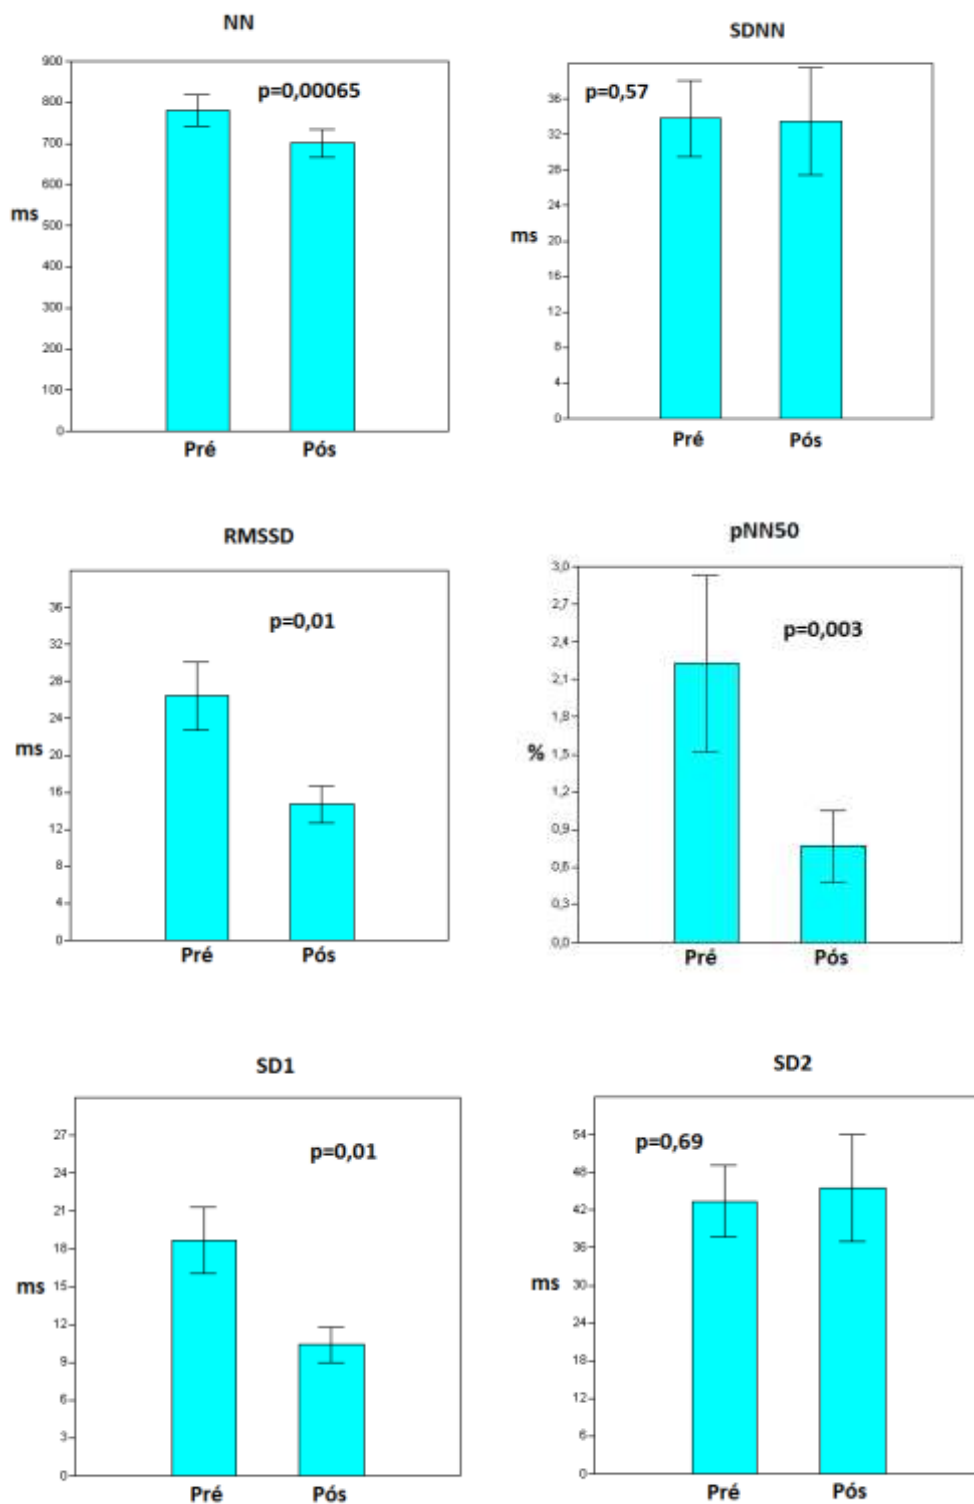 NN
900
800
700
600
500
400
300
200
100
0
ms
p=0,00065
Pré
Pós
SDNN
36
32
28
24
20
16
12
8
4
0
ms
p=0,57
Pré
Pós
RMSSD
36
32
28
24
20
16
12
8
4
0
ms
p=0,01
Pré
Pós
pNN50
3,0
2,7
2,4
2,1
1,8
1,5
1,2
0,9
0,6
0,3
0,0
%
p=0,003
Pré
Pós
SD1
27
24
21
18
15
12
9
6
3
0
ms
p=0,01
Pré
Pós
SD2
54
48
42
36
30
24
18
12
6
0
ms
p=0,69
Pré
Pós